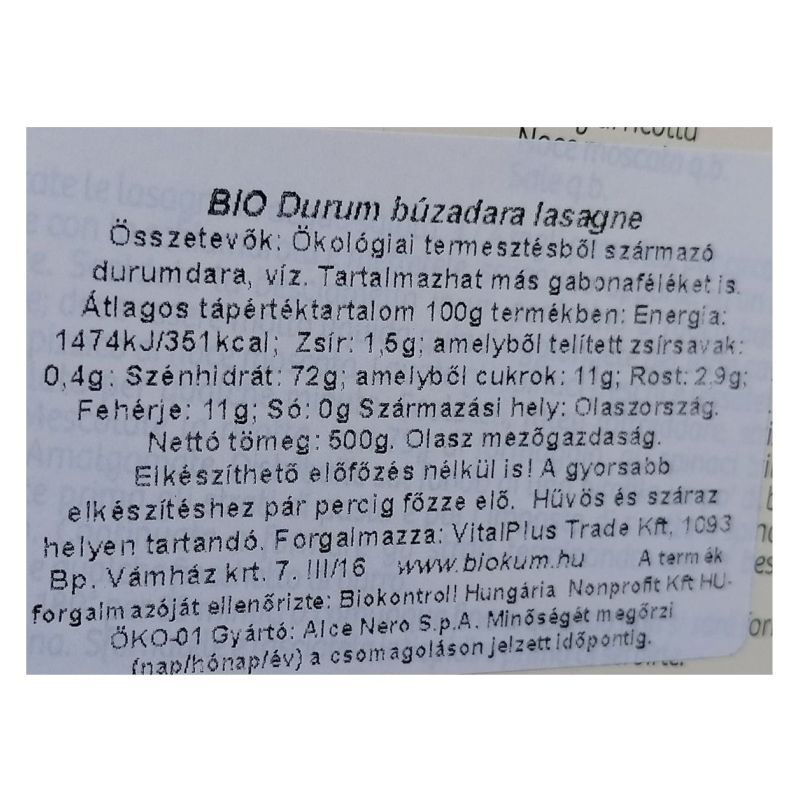 BIO Durum búzadara lasagne
Összetevők: Ökológiai termesztésből származó
durumdara, víz. Tartalmazhat más gabonaféléket is.
Átlagos tápértéktartalom 100g termékben: Energia:
1474kJ/351kcal; Zsír: 1,5g; amelyből telített zsírsavak:
0,4g; Szénhidrát: 72g; amelyből cukrok: 11g; Rost: 2.9g;
Fehérje: 11g; Só: 0g Származási hely: Olaszország.
Nettó tömeg: 500g. Olasz mezőgazdaság.
Elkészíthető előfőzés nélkül is! A gyorsabb
elkészítéshez pár percig főzze elő. Hűvös és száraz
helyen tartandó. Forgalmazza: VitalPlus Trade Kft, 1093
Bp. Vámház krt. 7. III/16 www.biokum.hu A termék
forgalmazóját ellenőrizte: Biokontroll Hungária Nonprofit Kft HU-
ÖKO-01 Gyártó: Alce Nero S.p.A. Minőségét megőrzi
(nap/hónap/év) a csomagoláson jelzett időpontig.
Noce moscata q.b.
Sale q.b.